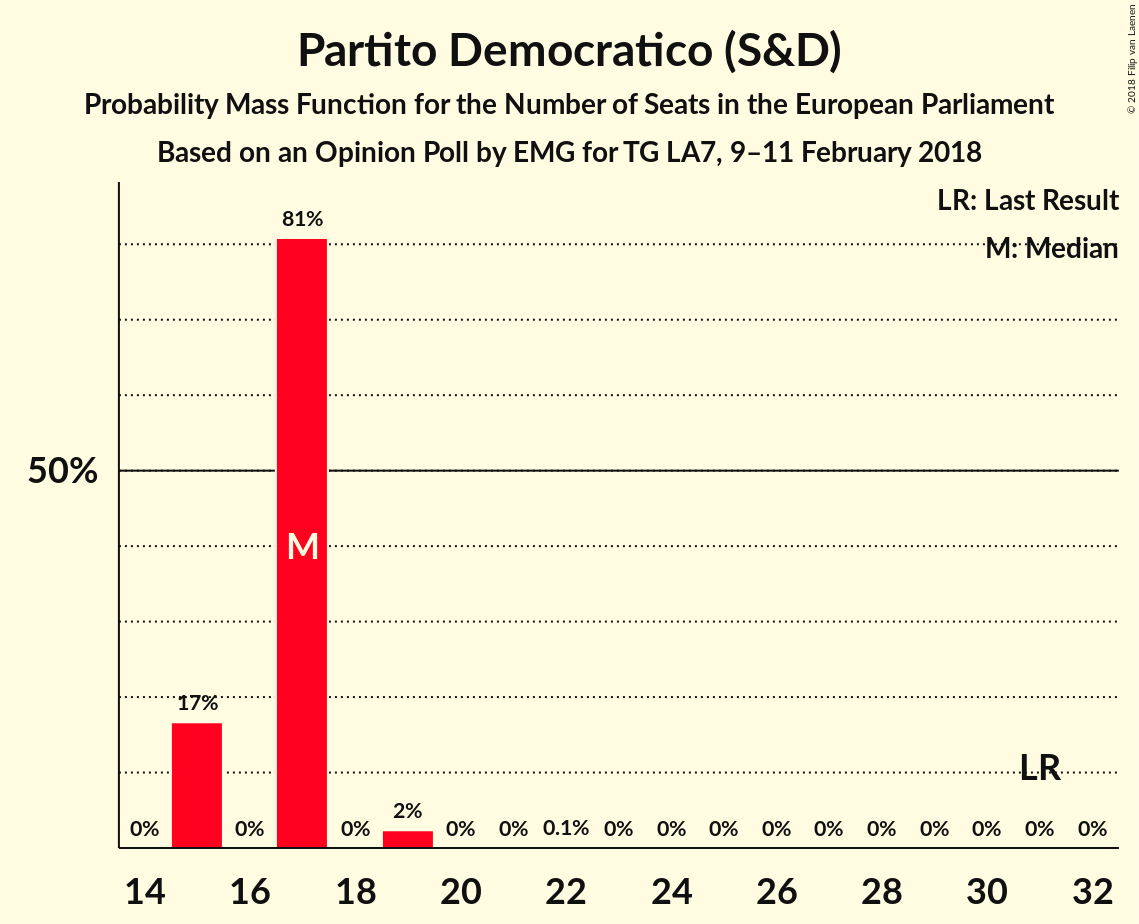 Partito Democratico (S&D)
Probability Mass Function for the Number of Seats in the European Parliament
Based on an Opinion Poll by EMG for TG LA7, 9–11 February 2018
© 2018 Filip van Laenen
LR: Last Result
M: Median
81%
50%
M
17%
LR
2%
0% 0% 0% 0% 0% 0.1% 0% 0% 0% 0% 0% 0% 0% 0% 0% 0%
14 16 18 20 22 24 26 28 30 32